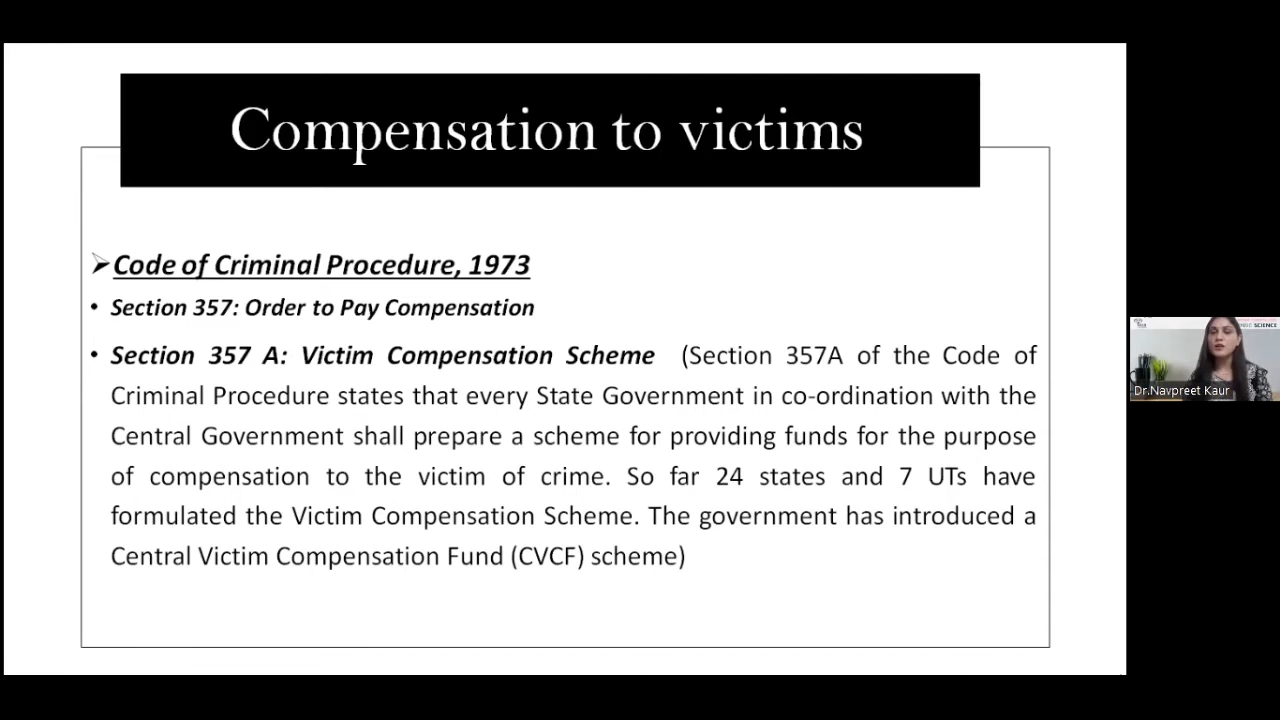 Compensation to victims
➢Code of Criminal Procedure, 1973
• Section 357: Order to Pay Compensation
• Section 357 A: Victim Compensation Scheme (Section 357A of the Code of
Criminal Procedure states that every State Government in co-ordination with the
Central Government shall prepare a scheme for providing funds for the purpose
of compensation to the victim of crime. So far 24 states and 7 UTs have
formulated the Victim Compensation Scheme. The government has introduced a
Central Victim Compensation Fund (CVCF) scheme)
SCIENCE
Dr.Navpreet Kaur